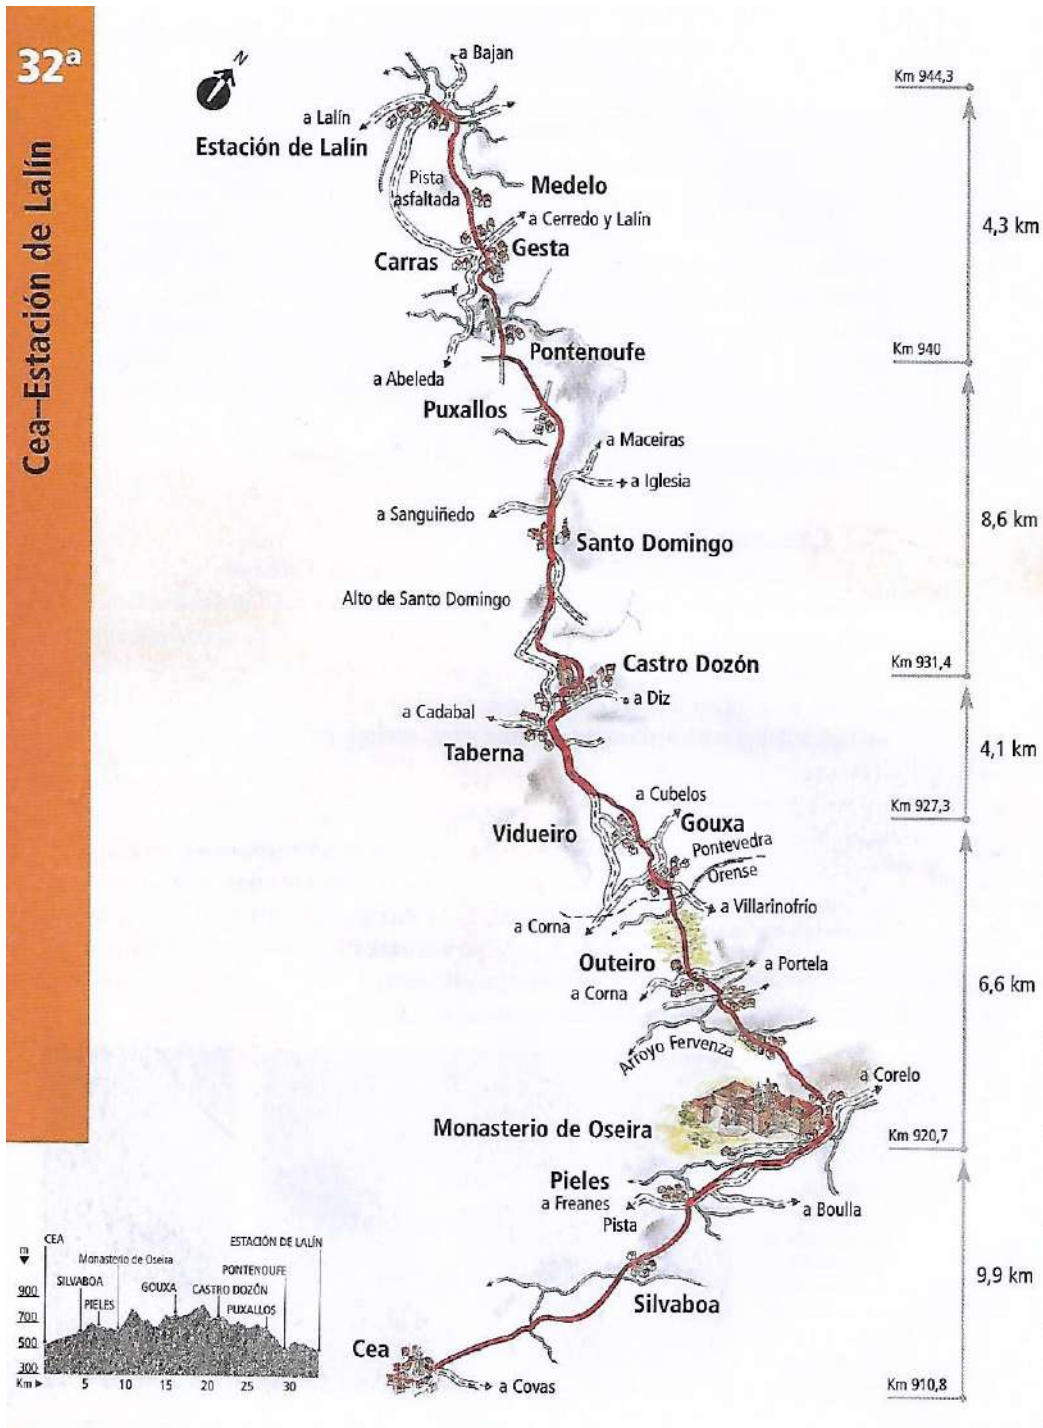 32ª
Cea–Estación de Lalín
N
a Bajan
Km 944,3
a Lalín
Estación de Lalín
Pista
asfaltada
Medelo
a Cerredo y Lalín
4,3 km
Gesta
Carras
Pontenoufe
Km 940
a Abeleda
Puxallos
a Maceiras
a Iglesia
a Sanguiñedo
8,6 km
Santo Domingo
Alto de Santo Domingo
Castro Dozón
Km 931,4
a Diz
a Cadabal
Taberna
4,1 km
a Cubelos
Km 927,3
Gouxa
Vidueiro
Pontevedra
Orense
a Villarinofrío
a Corna
Outeiro
a Portela
a Corna
6,6 km
Arroyo Fervenza
a Corelo
Monasterio de Oseira
Km 920,7
Pieles
a Freanes
a Boulla
Pista
9,9 km
Silvaboa
Cea
a Covas
Km 910,8
m
CEA
ESTACIÓN DE LALÍN
Monasterio de Oseira
PONTENOUFE
SILVABOA
GOUXA
CASTRO DOZÓN
PIELES
PUXALLOS
900
700
500
300
Km
5 10 15 20 25 30